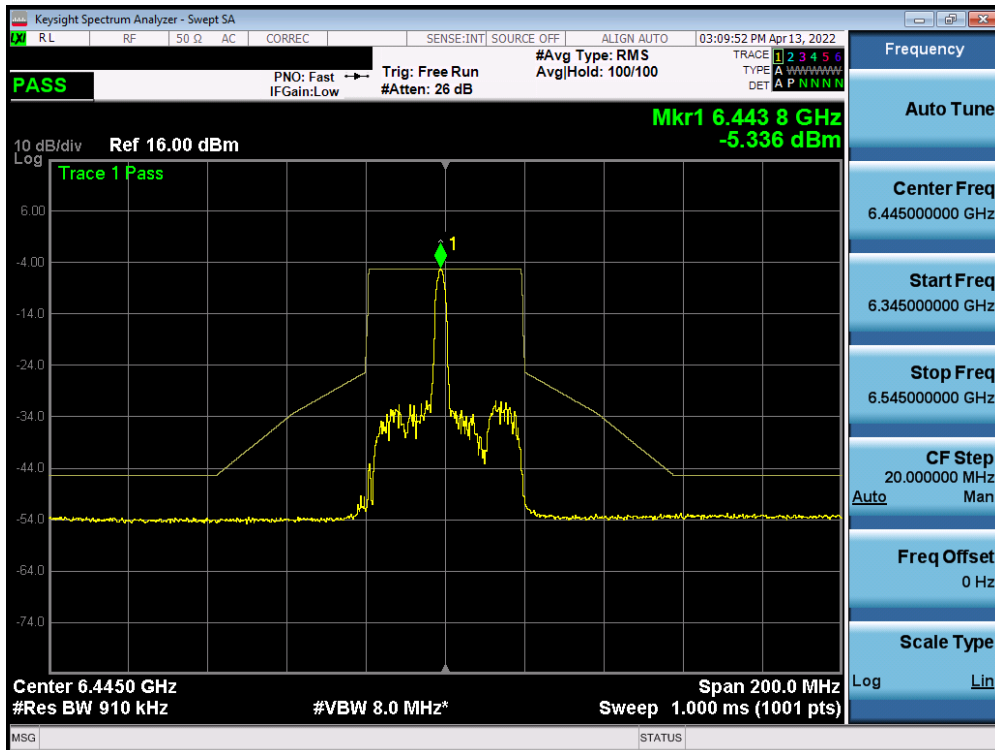 Keysight Spectrum Analyzer - Swept SA
LXI RL RF 50 Ω AC CORREC SENSE:INT SOURCE OFF ALIGN AUTO 03:09:52 PM Apr 13, 2022
PASS
PNO: Fast
IFGain:Low
Trig: Free Run
#Atten: 26 dB
#Avg Type: RMS
Avg|Hold: 100/100
TRACE 1 2 3 4 5 6
TYPE A WWWWW
DET A P N N N N
Mkr1 6.443 8 GHz
-5.336 dBm
10 dB/div Ref 16.00 dBm
Log
Trace 1 Pass
1
6.00
-4.00
-14.0
-24.0
-34.0
-44.0
-54.0
-64.0
-74.0
Center 6.4450 GHz Span 200.0 MHz
#Res BW 910 kHz #VBW 8.0 MHz* Sweep 1.000 ms (1001 pts)
MSG STATUS
Frequency
Auto Tune
Center Freq
6.445000000 GHz
Start Freq
6.345000000 GHz
Stop Freq
6.545000000 GHz
CF Step
20.000000 MHz
Auto Man
Freq Offset
0 Hz
Scale Type
Log Lin